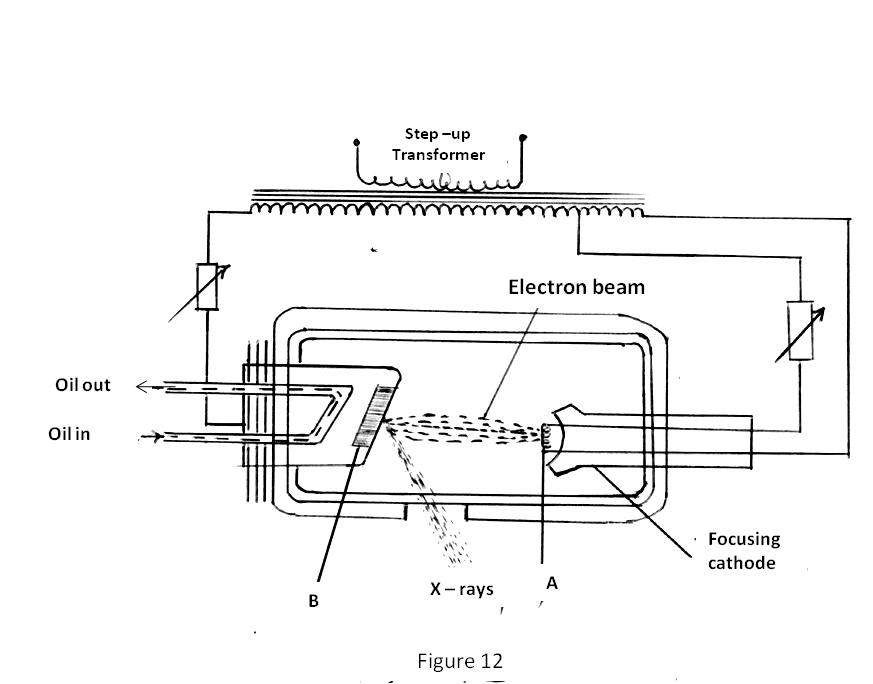 Step –up
Transformer
Electron beam
Oil out
Oil in
Focusing
cathode
X – rays
A
B
Figure 12